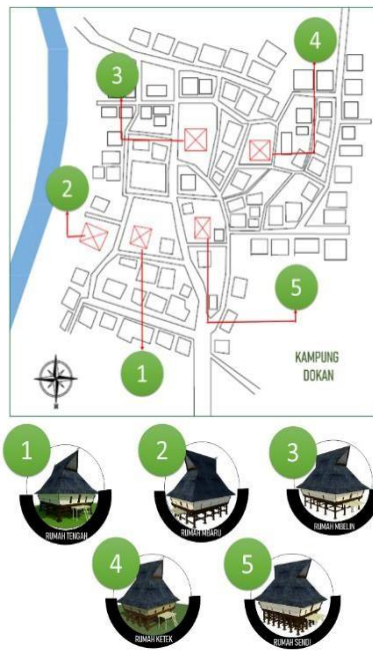 3
4
2
5
1
KAMPUNG
DOKAN
1
2
3
RUMAH TENGAH
RUMAH MBARU
RUMAH MBELIN
4
5
RUMAH KETEK
RUMAH SENDI